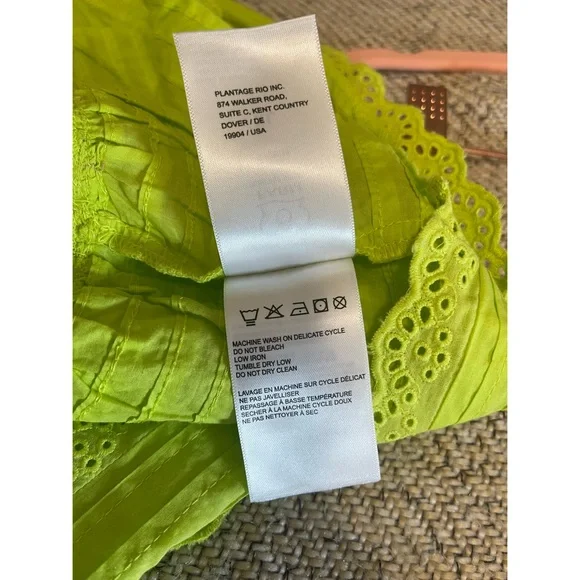 PLANTAGE RIO INC.
874 WALKER ROAD,
SUITE C, KENT COUNTRY
DOVER / DE
19904 / USA
MACHINE WASH ON DELICATE CYCLE
DO NOT BLEACH
LOW IRON
TUMBLE DRY LOW
DO NOT DRY CLEAN
LAVAGE EN MACHINE SUR CYCLE DÉLICAT
NE PAS JAVELLISER
REPASSAGE À BASSE TEMPÉRATURE
SÉCHER À LA MACHINE CYCLE DOUX
NE PAS NETTOYER À SEC